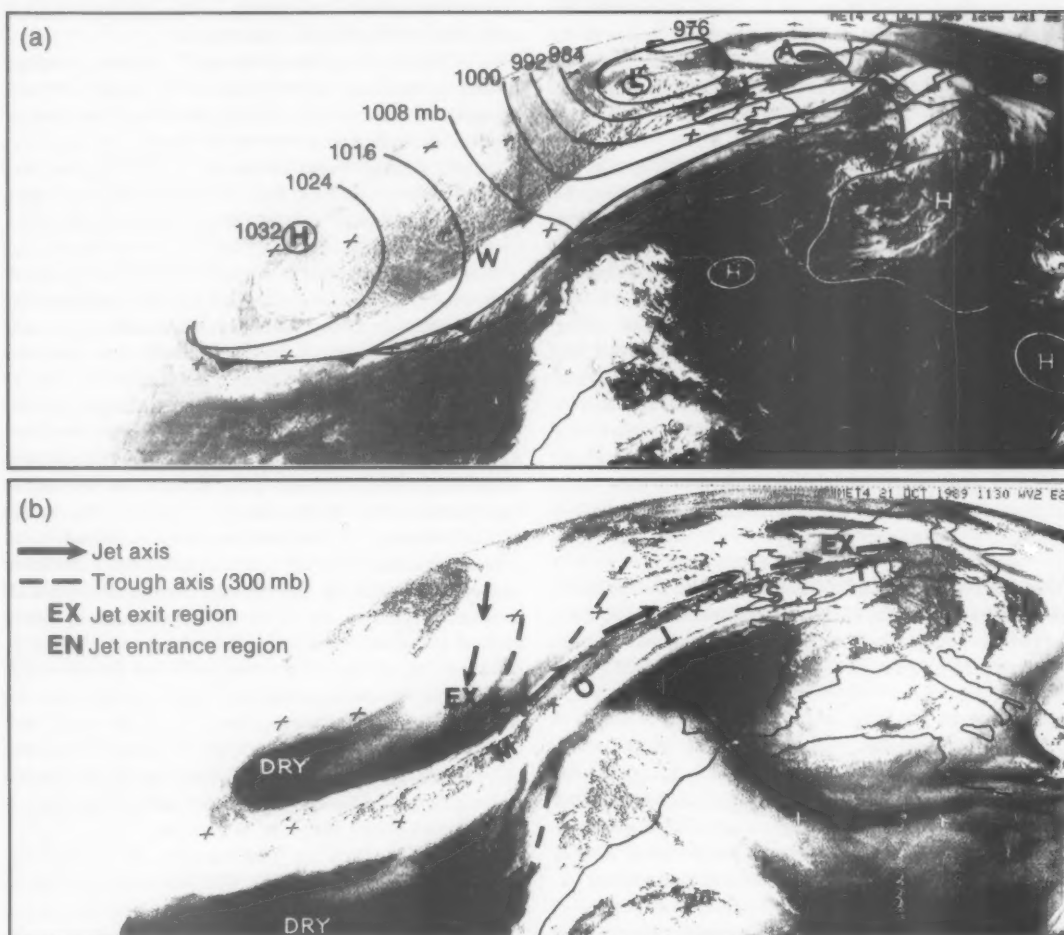 (a)
MET4 21 OCT 1989 1200
976
A
984
992
1000
L
1008 mb
1016
1024
1032 H
W
H
H
H
(b)
MET4 21 OCT 1989 1130 WV2 E2
Jet axis
Trough axis (300 mb)
EX Jet exit region
EN Jet entrance region
EX
EX
DRY
DRY